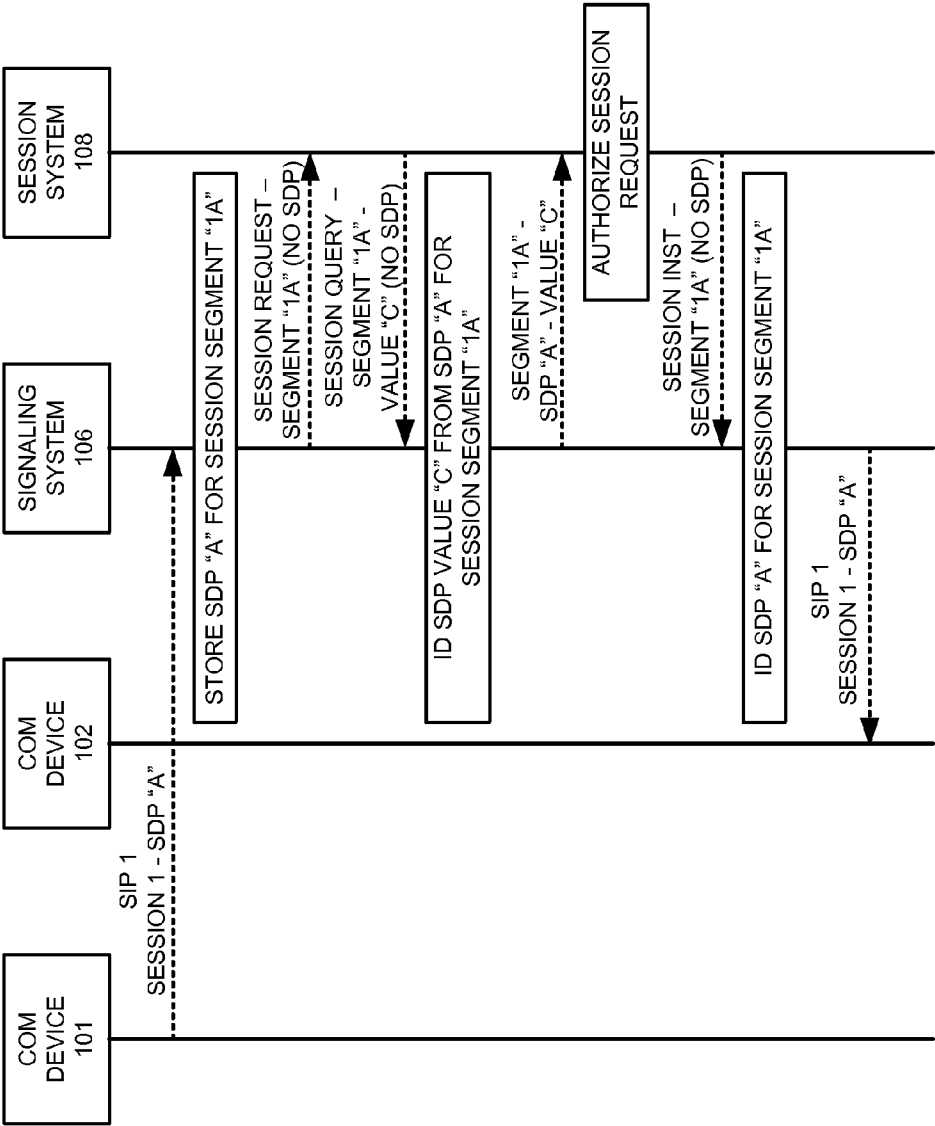 COM
DEVICE
101
COM
DEVICE
102
SIGNALING
SYSTEM
106
SESSION
SYSTEM
108
SIP 1
SESSION 1 - SDP “A”
STORE SDP “A” FOR SESSION SEGMENT “1A”
SESSION REQUEST –
SEGMENT “1A” (NO SDP)
SESSION QUERY –
SEGMENT “1A” -
VALUE “C” (NO SDP)
ID SDP VALUE “C” FROM SDP “A” FOR
SESSION SEGMENT “1A”
SEGMENT “1A” -
SDP “A” - VALUE “C”
AUTHORIZE SESSION
REQUEST
SESSION INST –
SEGMENT “1A” (NO SDP)
ID SDP “A” FOR SESSION SEGMENT “1A”
SIP 1
SESSION 1 - SDP “A”